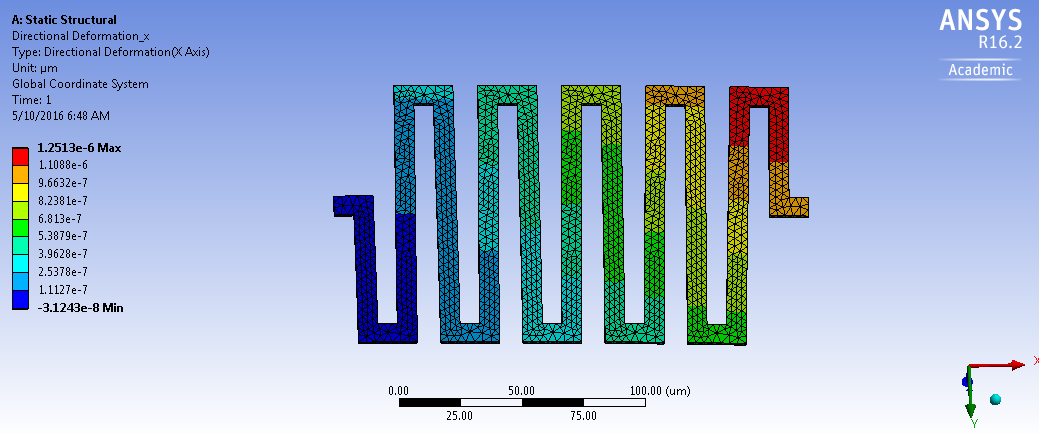 A: Static Structural
Directional Deformation_x
Type: Directional Deformation(X Axis)
Unit: µm
Global Coordinate System
Time: 1
5/10/2016 6:48 AM
ANSYS
R16.2
Academic
1.2513e-6 Max
1.1088e-6
9.6632e-7
8.2381e-7
6.813e-7
5.3879e-7
3.9628e-7
2.5378e-7
1.1127e-7
-3.1243e-8 Min
0.00 50.00 100.00 (um)
25.00 75.00
X
Y